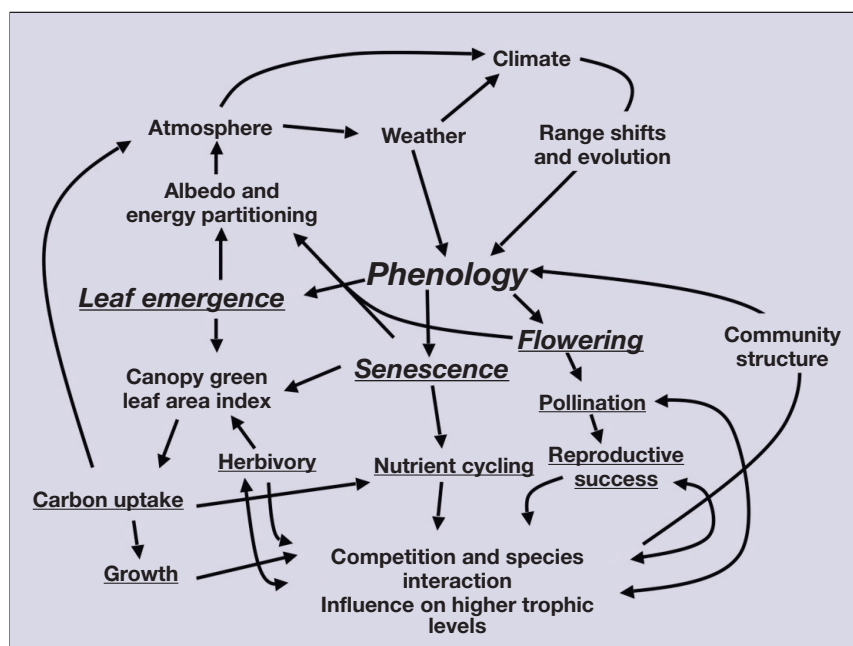 Climate
Atmosphere
Weather
Range shifts
and evolution
Albedo and
energy partitioning
Phenology
Leaf emergence
Flowering
Community
structure
Senescence
Canopy green
leaf area index
Pollination
Herbivory
Nutrient cycling
Reproductive
success
Carbon uptake
Growth
Competition and species
interaction
Influence on higher trophic
levels